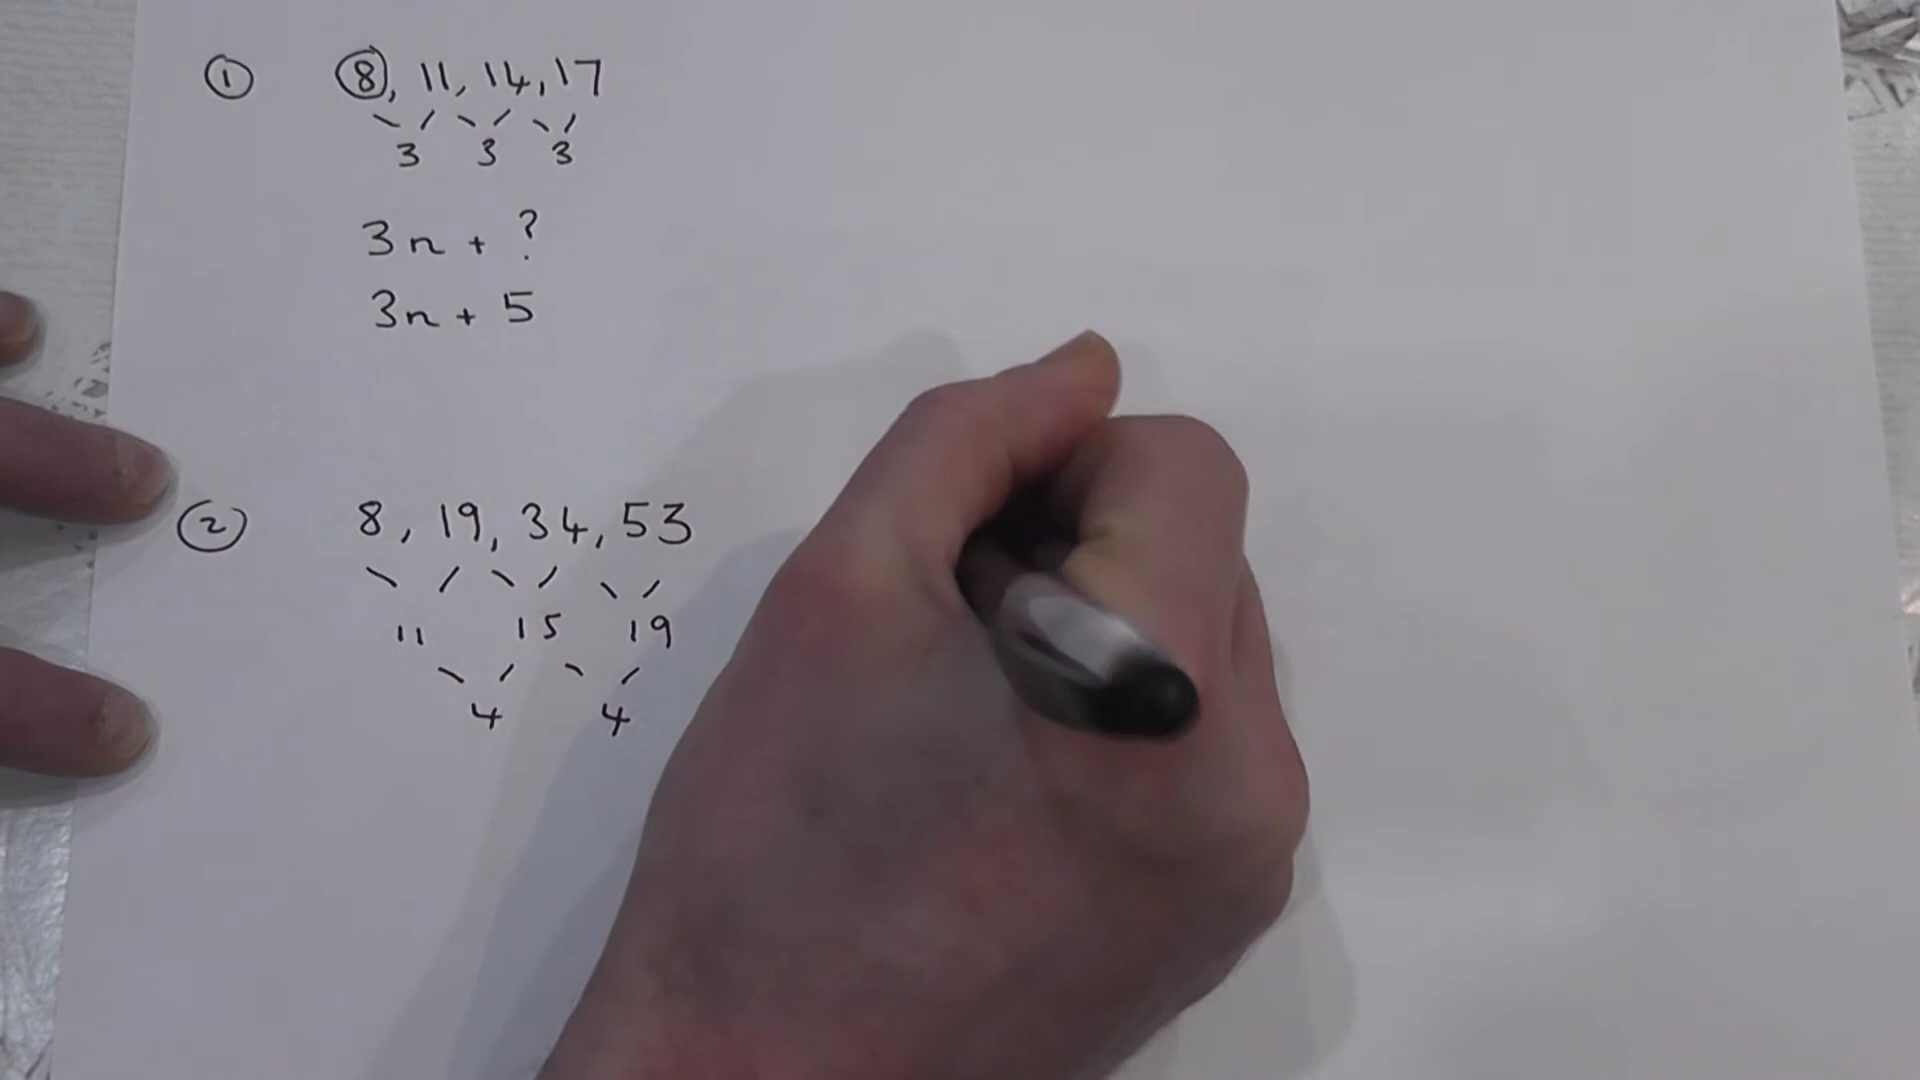 ① 8, 11, 14, 17
3 3 3
3n + ?
3n + 5
② 8, 19, 34, 53
11 15 19
4 4